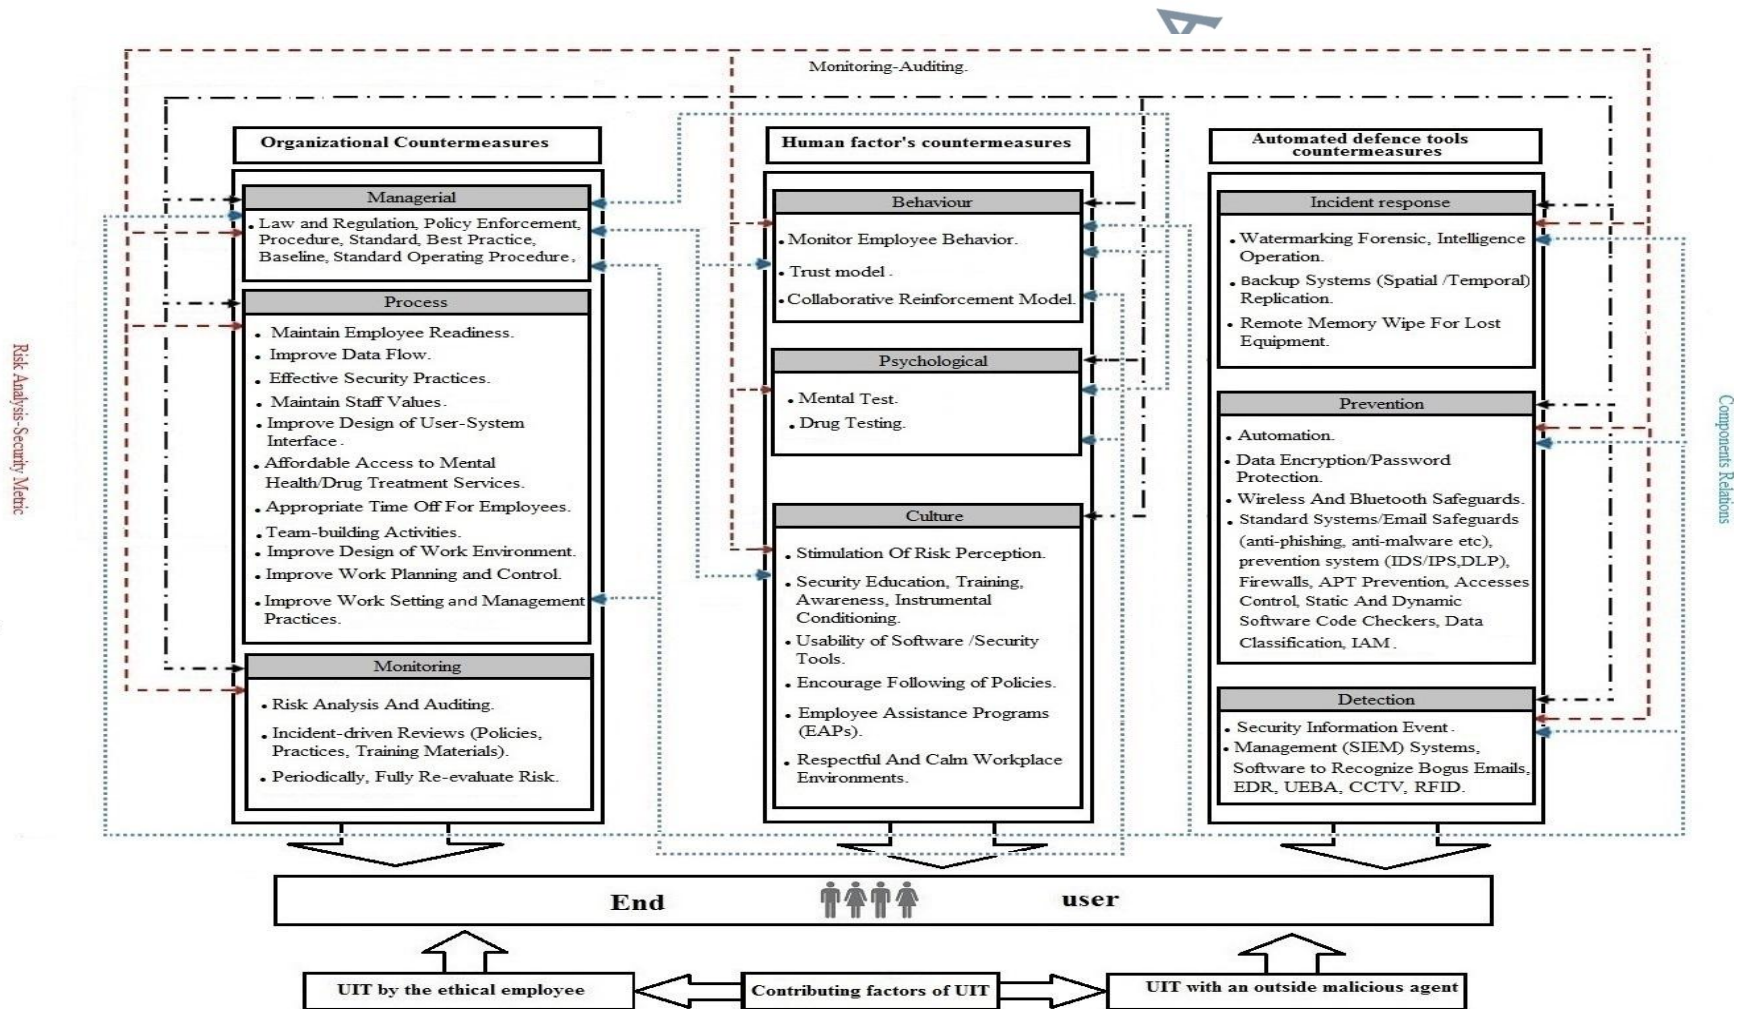 A
Monitoring-Auditing.
Risk Analysis-Security Metric
Organizational Countermeasures
Managerial
• Law and Regulation, Policy Enforcement,
Procedure, Standard, Best Practice,
Baseline, Standard Operating Procedure.
Process
• Maintain Employee Readiness.
• Improve Data Flow.
• Effective Security Practices.
• Maintain Staff Values.
• Improve Design of User-System
Interface.
• Affordable Access to Mental
Health/Drug Treatment Services.
• Appropriate Time Off For Employees.
• Team-building Activities.
• Improve Design of Work Environment.
• Improve Work Planning and Control.
• Improve Work Setting and Management
Practices.
Monitoring
• Risk Analysis And Auditing.
• Incident-driven Reviews (Policies,
Practices, Training Materials).
• Periodically, Fully Re-evaluate Risk.
Human factor's countermeasures
Behaviour
• Monitor Employee Behavior.
• Trust model.
• Collaborative Reinforcement Model.
Psychological
• Mental Test.
• Drug Testing.
Culture
• Stimulation Of Risk Perception.
• Security Education, Training,
Awareness, Instrumental
Conditioning.
• Usability of Software /Security
Tools.
• Encourage Following of Policies.
• Employee Assistance Programs
(EAPs).
• Respectful And Calm Workplace
Environments.
Automated defence tools
countermeasures
Incident response
• Watermarking Forensic, Intelligence
Operation.
• Backup Systems (Spatial /Temporal)
Replication.
• Remote Memory Wipe For Lost
Equipment.
Prevention
• Automation.
• Data Encryption/Password
Protection.
• Wireless And Bluetooth Safeguards.
• Standard Systems/Email Safeguards
(anti-phishing, anti-malware etc),
prevention system (IDS/IPS,DLP),
Firewalls, APT Prevention, Accesses
Control, Static And Dynamic
Software Code Checkers, Data
Classification, IAM.
Detection
• Security Information Event.
• Management (SIEM) Systems,
Software to Recognize Bogus Emails,
EDR, UEBA, CCTV, RFID.
Components Relations
End user
UIT by the ethical employee
Contributing factors of UIT
UIT with an outside malicious agent